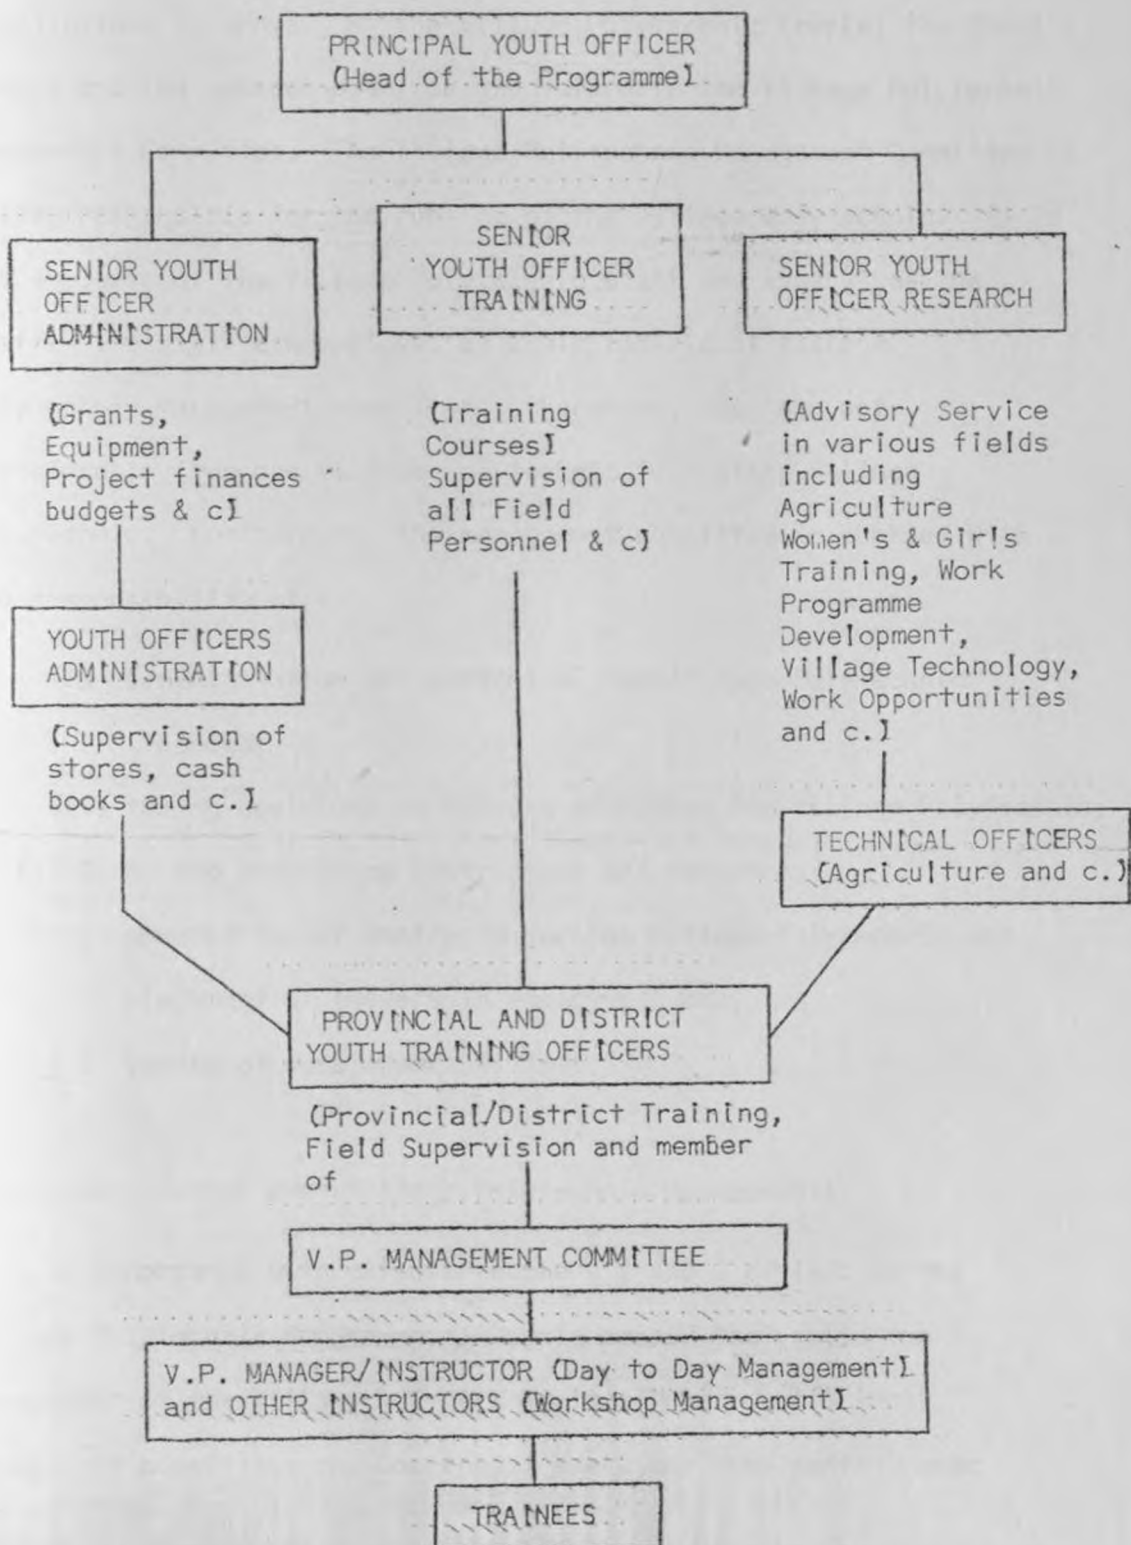 PRINCIPAL YOUTH OFFICER
(Head of the Programme)
SENIOR YOUTH
OFFICER
ADMINISTRATION
SENIOR
YOUTH OFFICER
TRAINING
SENIOR YOUTH
OFFICER RESEARCH
(Grants,
Equipment,
Project finances
budgets & c)
(Training
Courses)
Supervision of
all Field
Personnel & c)
(Advisory Service
in various fields
including
Agriculture
Women's & Girls
Training, Work
Programme
Development,
Village Technology,
Work Opportunities
and c.)
YOUTH OFFICERS
ADMINISTRATION
(Supervision of
stores, cash
books and c.)
TECHNICAL OFFICERS
(Agriculture and c.)
PROVINCIAL AND DISTRICT
YOUTH TRAINING OFFICERS
(Provincial/District Training,
Field Supervision and member
of
V.P. MANAGEMENT COMMITTEE
V.P. MANAGER/INSTRUCTOR (Day to Day Management)
and OTHER INSTRUCTORS (Workshop Management)
TRAINEES